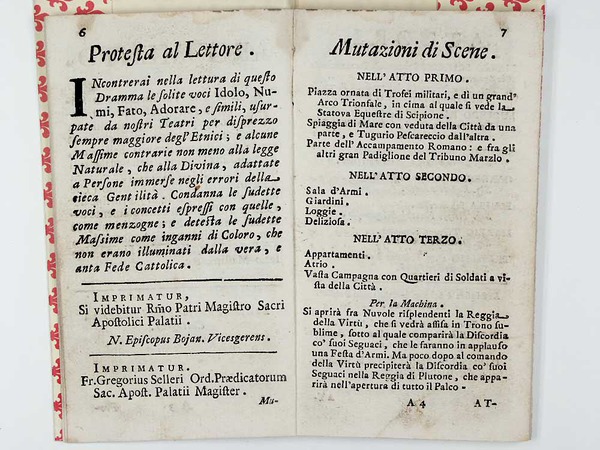 6
Protesta al Lettore.
INcontrerai nella lettura di questo
Dramma le solite voci Idolo, Nu-
mi, Fato, Adorare, e simili, usur-
pate da nostri Teatri per disprezzo
sempre maggiore degl'Etnici; e alcune
Massime contrarie non meno alla legge
Naturale, che alla Divina, adattate
a Persone immerse negli errori della
cieca Gentilità. Condanna le sudette
voci, e i concetti espressi con quelle,
come menzogne; e detesta le sudette
Massime come inganni di Coloro, che
non erano illuminati dalla vera, e
anta Fede Cattolica.
IMPRIMATUR,
Si videbitur Rmo Patri Magistro Sacri
Apostolici Palatii.
N. Episcopus Bojan. Vicesgerens.
IMPRIMATUR.
Fr. Gregorius Selleri Ord. Prædicatorum
Sac. Apost. Palatii Magister.
Mu-
7
Mutazioni di Scene.
NELL'ATTO PRIMO.
Piazza ornata di Trofei militari, e di un grand'
Arco Trionfale, in cima al quale si vede la
Statova Equestre di Scipione.
Spiaggia di Mare con veduta della Città da una
parte, e Tugurio Pescareccio dall'altra.
Parte dell'Accampamento Romano: e fra gli
altri gran Padiglione del Tribuno Marzio.
NELL'ATTO SECONDO.
Sala d'Armi.
Giardini.
Loggie.
Deliziosa.
NELL'ATTO TERZO.
Appartamenti.
Atrio.
Vasta Campagna con Quartieri di Soldati a vi-
sta della Città.
Per la Machina.
Si aprirà fra Nuvole risplendenti la Reggia
della Virtù, che si vedrà assisa in Trono su-
blime, sotto al quale comparirà la Discordia
co' suoi Seguaci, che le faranno in applauso
una Festa d'Armi. Ma poco dopo al comando
della Virtù precipiterà la Discordia co' suoi
Seguaci nella Reggia di Plutone, che appa-
rirà nell'apertura di tutto il Palco-
A 4
AT-